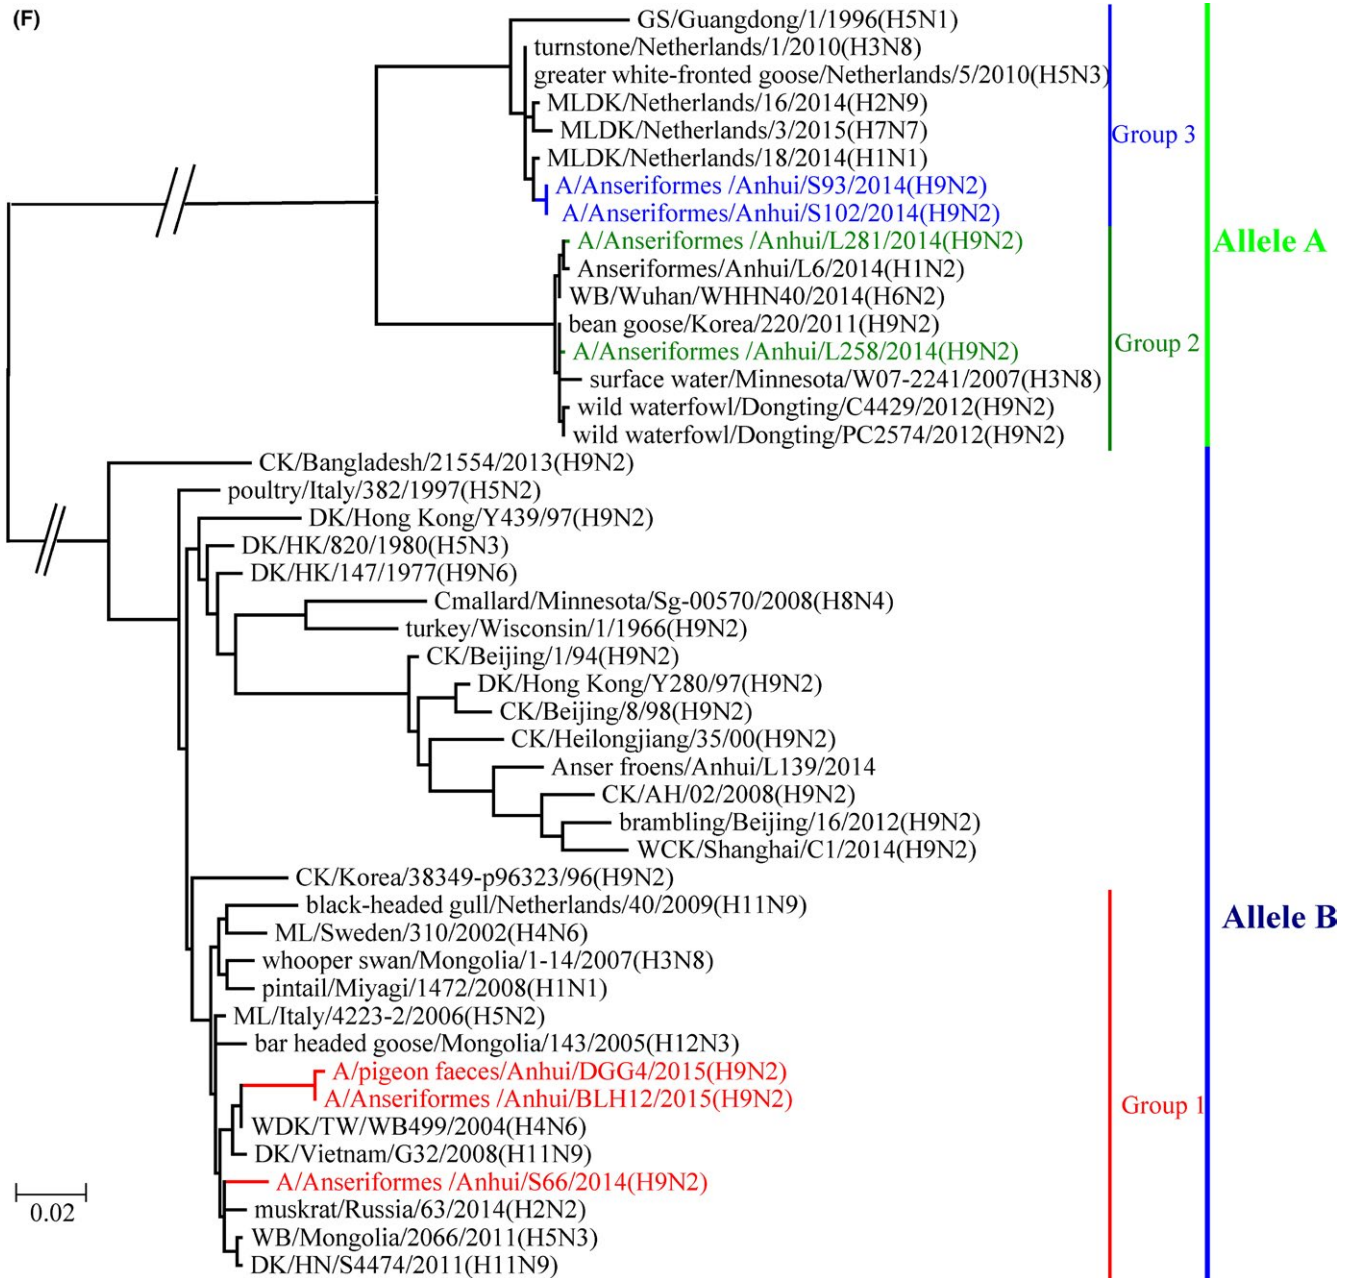 (F)
GS/Guangdong/1/1996(H5N1)
turnstone/Netherlands/1/2010(H3N8)
greater white-fronted goose/Netherlands/5/2010(H5N3)
MLDK/Netherlands/16/2014(H2N9)
MLDK/Netherlands/3/2015(H7N7)
Group 3
MLDK/Netherlands/18/2014(H1N1)
A/Anseriformes /Anhui/S93/2014(H9N2)
A/Anseriformes/Anhui/S102/2014(H9N2)
A/Anseriformes /Anhui/L281/2014(H9N2)
Allele A
Anseriformes/Anhui/L6/2014(H1N2)
WB/Wuhan/WHHN40/2014(H6N2)
bean goose/Korea/220/2011(H9N2)
Group 2
A/Anseriformes /Anhui/L258/2014(H9N2)
surface water/Minnesota/W07-2241/2007(H3N8)
wild waterfowl/Dongting/C4429/2012(H9N2)
wild waterfowl/Dongting/PC2574/2012(H9N2)
CK/Bangladesh/21554/2013(H9N2)
poultry/Italy/382/1997(H5N2)
DK/Hong Kong/Y439/97(H9N2)
DK/HK/820/1980(H5N3)
DK/HK/147/1977(H9N6)
Cmallard/Minnesota/Sg-00570/2008(H8N4)
turkey/Wisconsin/1/1966(H9N2)
CK/Beijing/1/94(H9N2)
DK/Hong Kong/Y280/97(H9N2)
CK/Beijing/8/98(H9N2)
CK/Heilongjiang/35/00(H9N2)
Anser froens/Anhui/L139/2014
CK/AH/02/2008(H9N2)
brambling/Beijing/16/2012(H9N2)
WCK/Shanghai/C1/2014(H9N2)
CK/Korea/38349-p96323/96(H9N2)
black-headed gull/Netherlands/40/2009(H11N9)
Allele B
ML/Sweden/310/2002(H4N6)
whooper swan/Mongolia/1-14/2007(H3N8)
pintail/Miyagi/1472/2008(H1N1)
ML/Italy/4223-2/2006(H5N2)
bar headed goose/Mongolia/143/2005(H12N3)
A/pigeon faeces/Anhui/DGG4/2015(H9N2)
A/Anseriformes /Anhui/BLH12/2015(H9N2)
Group 1
WDK/TW/WB499/2004(H4N6)
DK/Vietnam/G32/2008(H11N9)
A/Anseriformes /Anhui/S66/2014(H9N2)
muskrat/Russia/63/2014(H2N2)
0.02
WB/Mongolia/2066/2011(H5N3)
DK/HN/S4474/2011(H11N9)